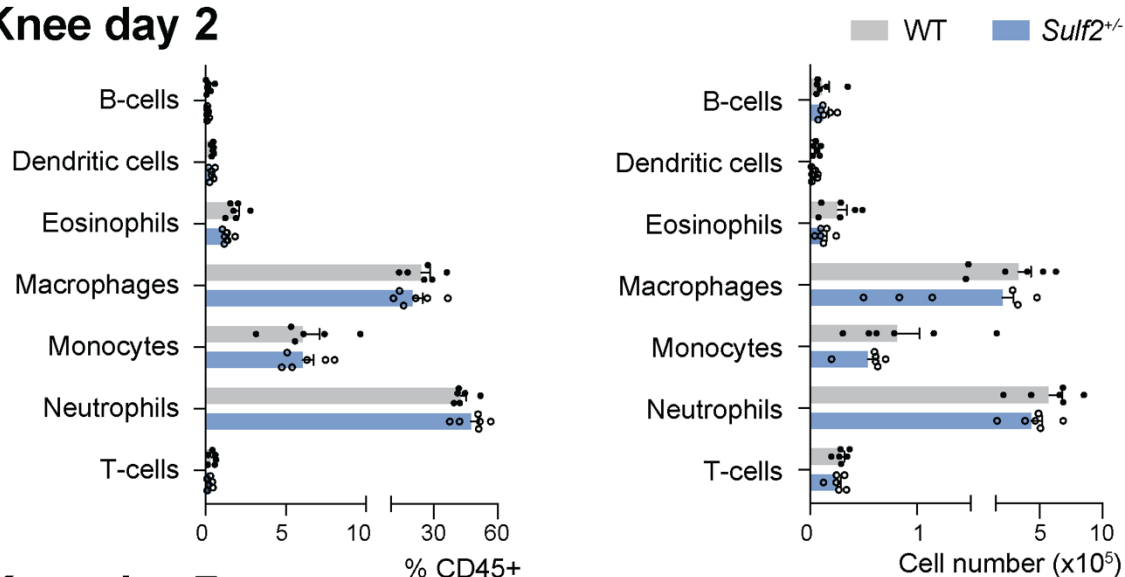 Knee day 2
WT
Sulf2+/-
B-cells
Dendritic cells
Eosinophils
Macrophages
Monocytes
Neutrophils
T-cells
0 5 10 30 60
% CD45+
B-cells
Dendritic cells
Eosinophils
Macrophages
Monocytes
Neutrophils
T-cells
0 1 5 10
Cell number (x10⁵)